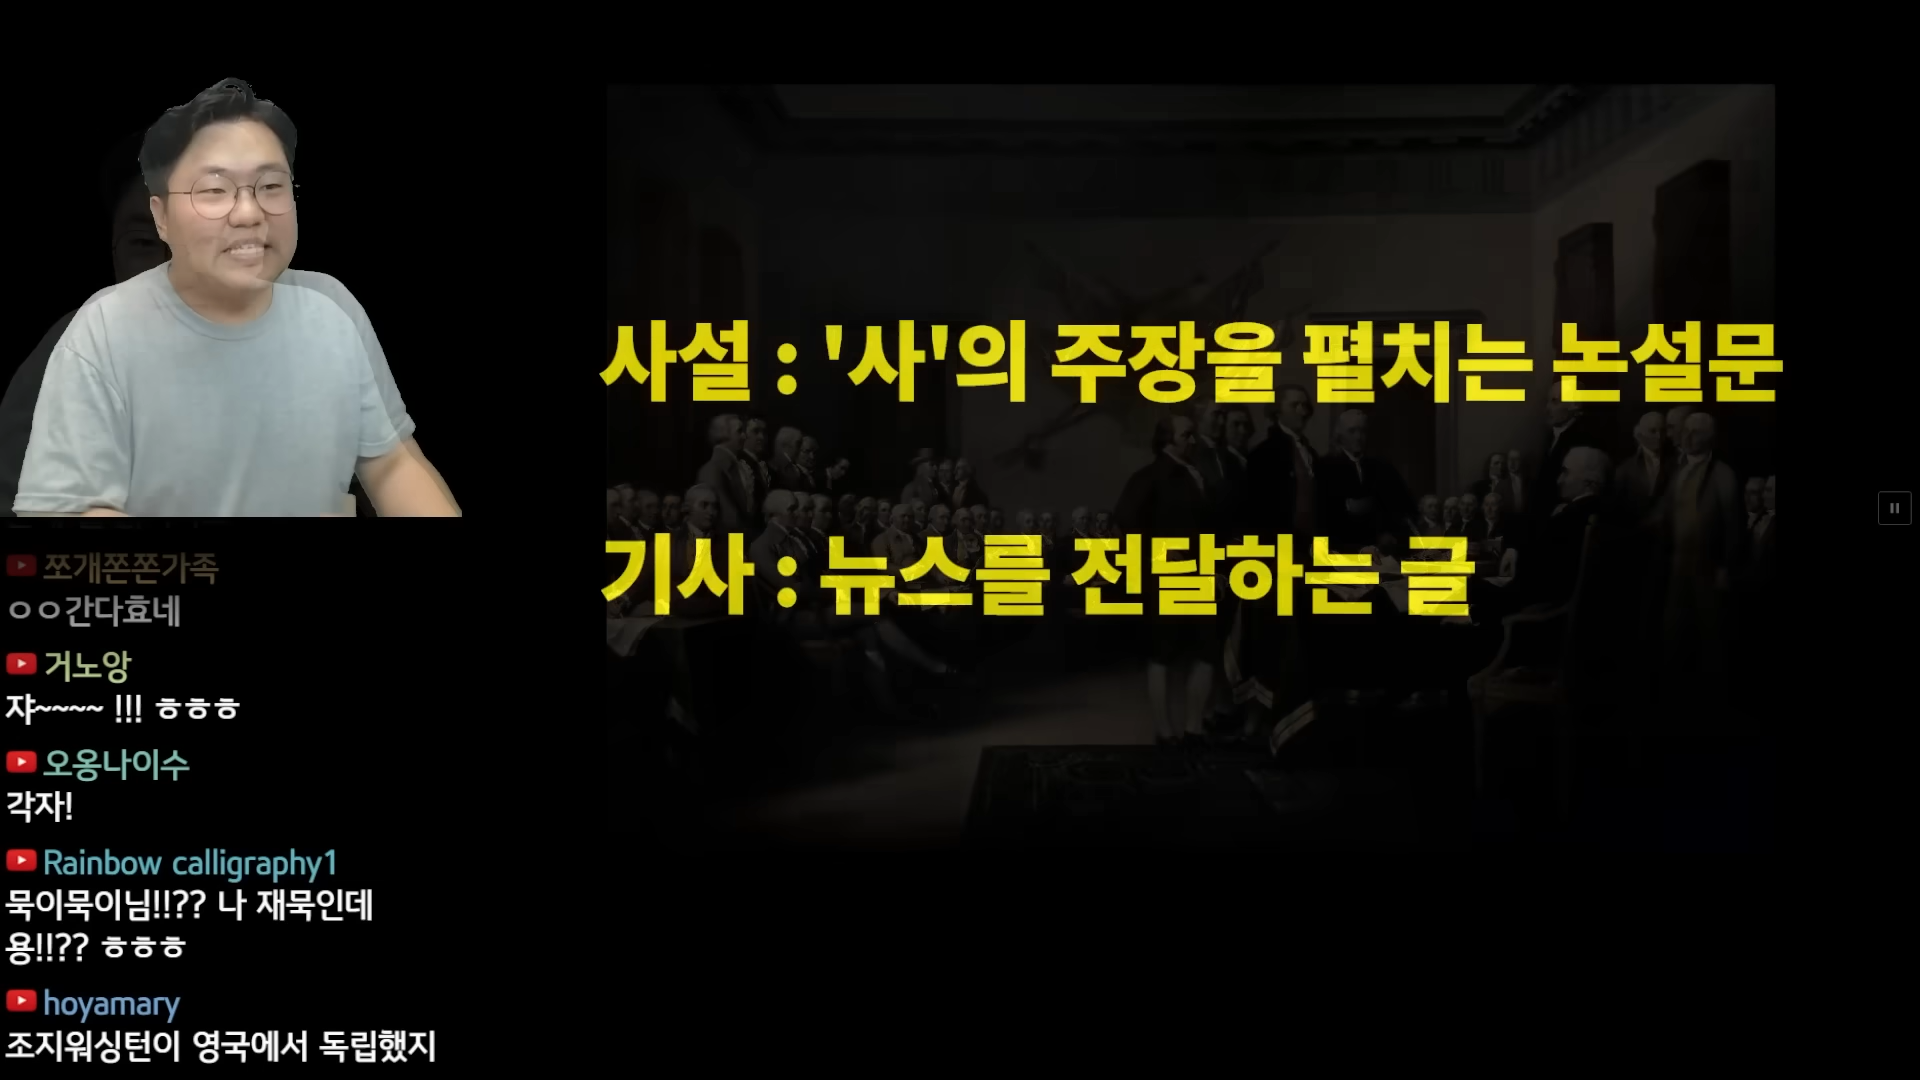 사설 : '사'의 주장을 펼치는 논설문
기사 : 뉴스를 전달하는 글
쪼개쫀쫀가족
ㅇㅇ간다효네
거노앙
쟈~~~~ !!! ㅎㅎㅎ
오옹나이수
각자!
Rainbow calligraphy1
묵이묵이님!!?? 나 재묵인데
용!!?? ㅎㅎㅎ
hoyamary
조지워싱턴이 영국에서 독립했지